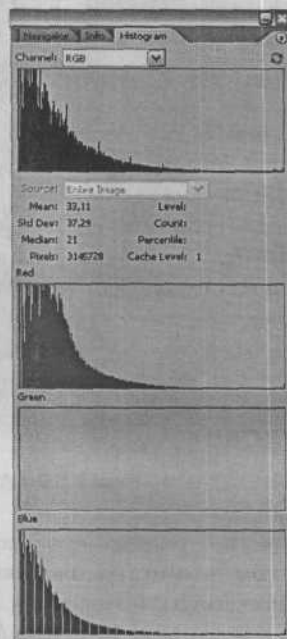 Navigator Info Histogram
Channel: RGB
Source: Entire Image
Mean: 33,11 Level:
Std Dev: 37,29 Count:
Median: 21 Percentile:
Pixels: 3145728 Cache Level: 1
Red
Green
Blue